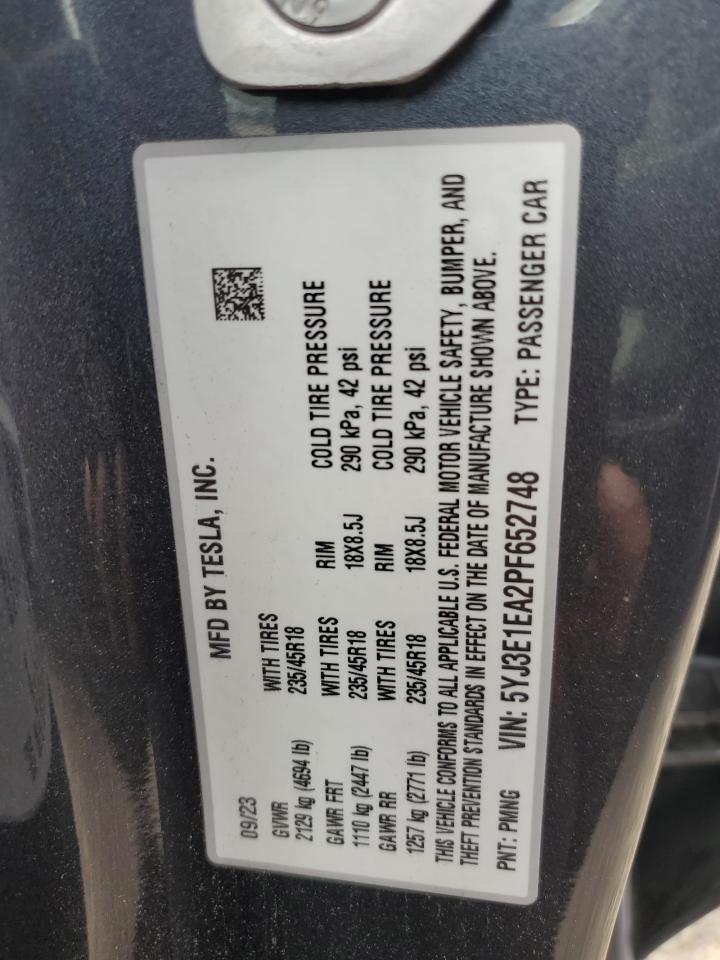 MFD BY TESLA, INC.
09/23
GVWR WITH TIRES
2129 kg (4694 lb) 235/45R18
GAWR FRT WITH TIRES RIM COLD TIRE PRESSURE
1110 kg (2447 lb) 235/45R18 18X8.5J 290 kPa, 42 psi
GAWR RR WITH TIRES RIM COLD TIRE PRESSURE
1257 kg (2771 lb) 235/45R18 18X8.5J 290 kPa, 42 psi
THIS VEHICLE CONFORMS TO ALL APPLICABLE U.S. FEDERAL MOTOR VEHICLE SAFETY, BUMPER, AND
THEFT PREVENTION STANDARDS IN EFFECT ON THE DATE OF MANUFACTURE SHOWN ABOVE.
PNT: PMNG VIN: 5YJ3E1EA2PF652748 TYPE: PASSENGER CAR